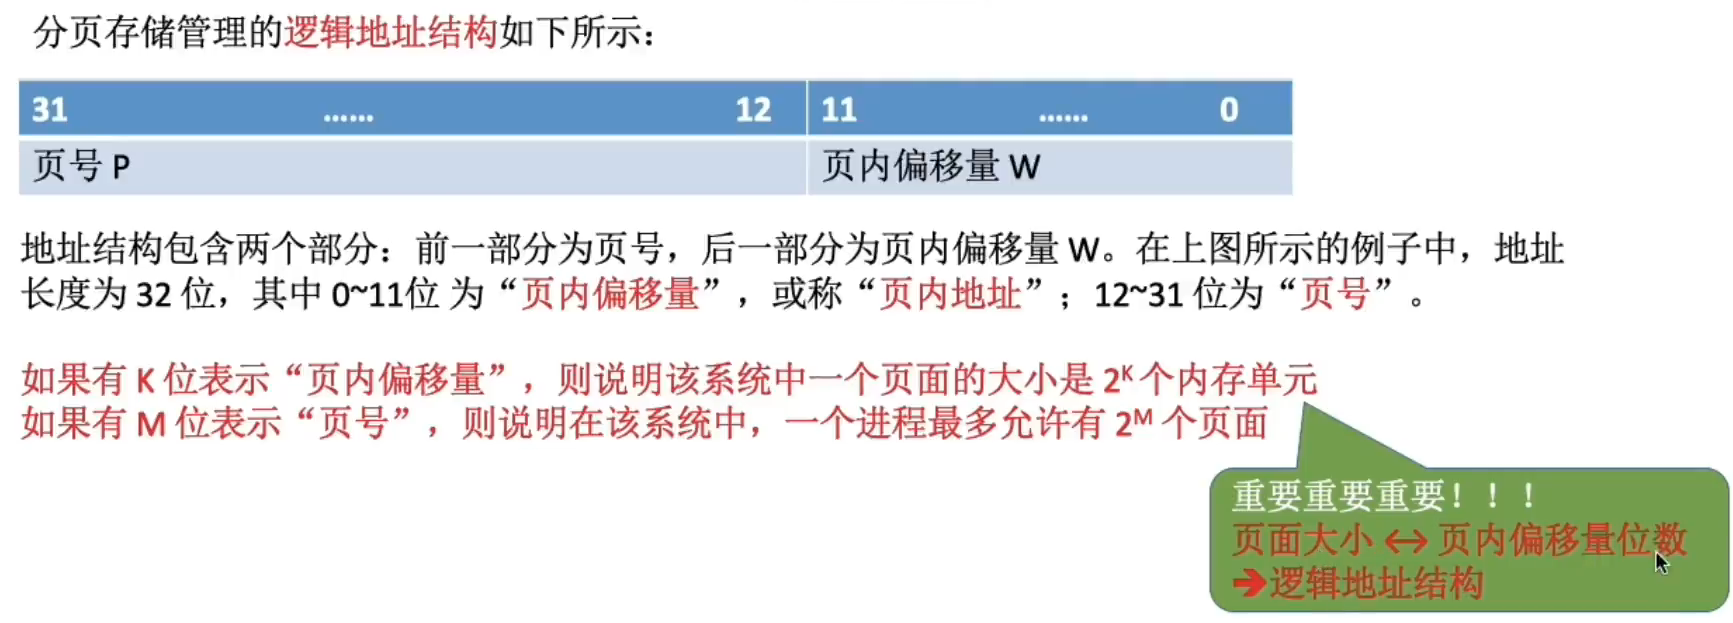 分页存储管理的逻辑地址结构如下所示：
31 …… 12 11 …… 0
页号 P 页内偏移量 W
地址结构包含两个部分：前一部分为页号，后一部分为页内偏移量 W。在上图所示的例子中，地址
长度为 32 位，其中 0~11位 为“页内偏移量”，或称“页内地址”；12~31 位为“页号”。
如果有 K 位表示“页内偏移量”，则说明该系统中一个页面的大小是 2ᴷ 个内存单元
如果有 M 位表示“页号”，则说明在该系统中，一个进程最多允许有 2ᴹ 个页面
重要重要重要！！！
页面大小 ↔ 页内偏移量位数
➔逻辑地址结构